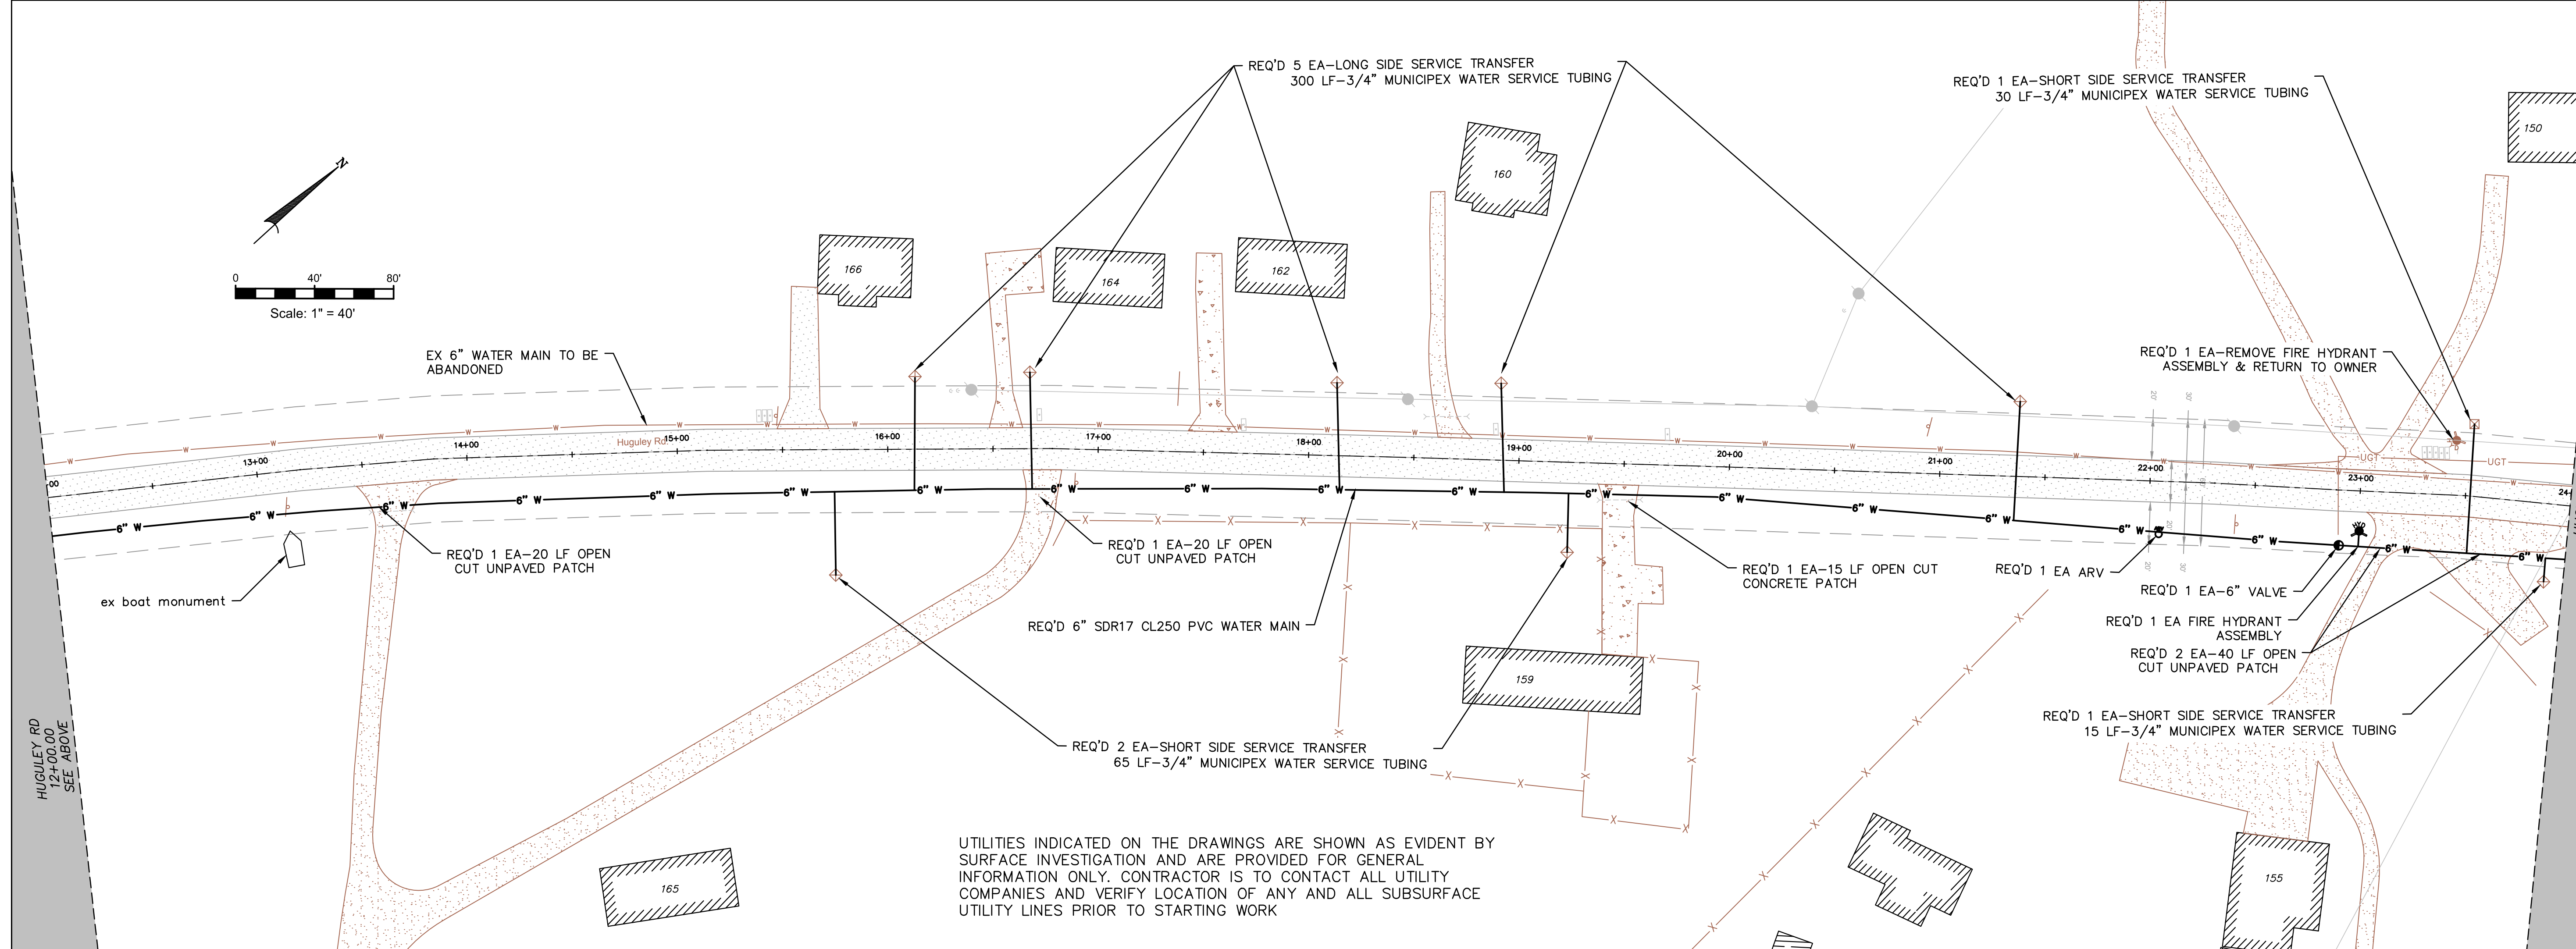 REQ'D 5 EA-LONG SIDE SERVICE TRANSFER
300 LF-3/4" MUNICIPEX WATER SERVICE TUBING
REQ'D 1 EA-SHORT SIDE SERVICE TRANSFER
30 LF-3/4" MUNICIPEX WATER SERVICE TUBING
150
160
N
166
164
162
0 40' 80'
Scale: 1" = 40'
EX 6" WATER MAIN TO BE
ABANDONED
REQ'D 1 EA-REMOVE FIRE HYDRANT
ASSEMBLY & RETURN TO OWNER
20' 30'
W W W W W W W W W W W W W W W W W W W W W W
Huguley Rd.
UGT UGT
00 13+00 14+00 15+00 16+00 17+00 18+00 19+00 20+00 21+00 22+00 23+00 24
6" W 6" W 6" W 6" W 6" W 6" W 6" W 6" W 6" W 6" W 6" W 6" W 6" W 6" W 6" W 6" W 6" W 6" W 6" W
HYD
20' 30'
X X X X X
REQ'D 1 EA-20 LF OPEN
CUT UNPAVED PATCH
REQ'D 1 EA-20 LF OPEN
CUT UNPAVED PATCH
REQ'D 1 EA-15 LF OPEN CUT
CONCRETE PATCH
REQ'D 1 EA ARV
REQ'D 1 EA-6" VALVE
ex boat monument
REQ'D 6" SDR17 CL250 PVC WATER MAIN
REQ'D 1 EA FIRE HYDRANT
ASSEMBLY
REQ'D 2 EA-40 LF OPEN
CUT UNPAVED PATCH
159
REQ'D 1 EA-SHORT SIDE SERVICE TRANSFER
15 LF-3/4" MUNICIPEX WATER SERVICE TUBING
HUGULEY RD
12+00.00
SEE ABOVE
REQ'D 2 EA-SHORT SIDE SERVICE TRANSFER
65 LF-3/4" MUNICIPEX WATER SERVICE TUBING
UTILITIES INDICATED ON THE DRAWINGS ARE SHOWN AS EVIDENT BY
SURFACE INVESTIGATION AND ARE PROVIDED FOR GENERAL
INFORMATION ONLY. CONTRACTOR IS TO CONTACT ALL UTILITY
COMPANIES AND VERIFY LOCATION OF ANY AND ALL SUBSURFACE
UTILITY LINES PRIOR TO STARTING WORK
165
155